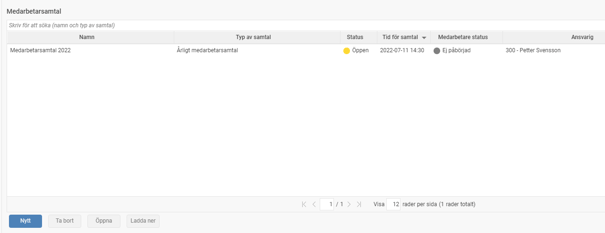 Medarbetarsamtal
Skriv för att söka (namn och typ av samtal)
Namn Typ av samtal Status Tid för samtal Medarbetare status Ansvarig
Medarbetarsamtal 2022 Årligt medarbetarsamtal Öppen 2022-07-11 14:30 Ej påbörjad 300 - Petter Svensson
1 / 1 Visa 12 rader per sida (1 rader totalt)
Nytt Ta bort Öppna Ladda ner